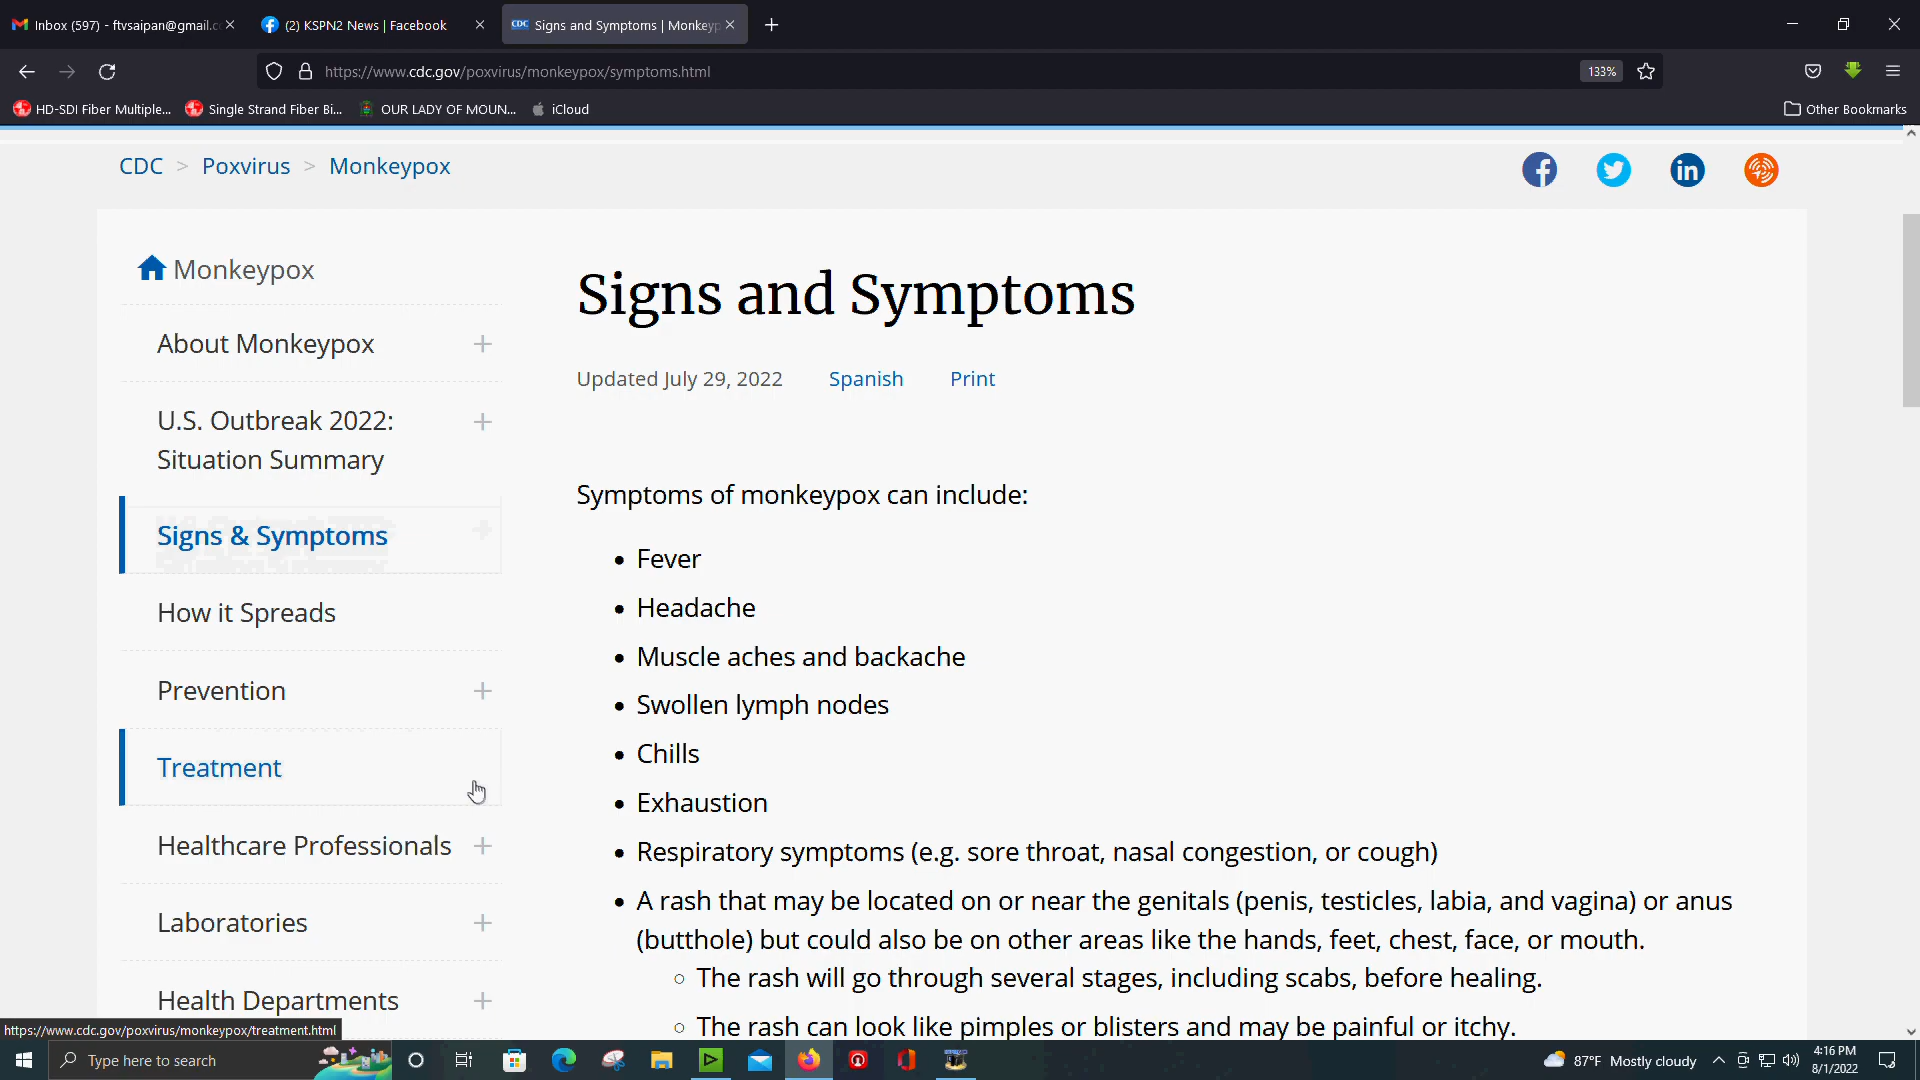 Inbox (597) - ftvsaipan@gmail.c
(2) KSPN2 News | Facebook
CDC Signs and Symptoms | Monkeyp
https://www.cdc.gov/poxvirus/monkeypox/symptoms.html
133%
HD-SDI Fiber Multiple...
Single Strand Fiber Bi...
OUR LADY OF MOUN...
iCloud
Other Bookmarks
CDC > Poxvirus > Monkeypox
Monkeypox
About Monkeypox
U.S. Outbreak 2022:
Situation Summary
Signs & Symptoms
How it Spreads
Prevention
Treatment
Healthcare Professionals
Laboratories
Health Departments
https://www.cdc.gov/poxvirus/monkeypox/treatment.html
Signs and Symptoms
Updated July 29, 2022 Spanish Print
Symptoms of monkeypox can include:
Fever
Headache
Muscle aches and backache
Swollen lymph nodes
Chills
Exhaustion
Respiratory symptoms (e.g. sore throat, nasal congestion, or cough)
A rash that may be located on or near the genitals (penis, testicles, labia, and vagina) or anus
(butthole) but could also be on other areas like the hands, feet, chest, face, or mouth.
The rash will go through several stages, including scabs, before healing.
The rash can look like pimples or blisters and may be painful or itchy.
Type here to search
87°F Mostly cloudy
4:16 PM
8/1/2022